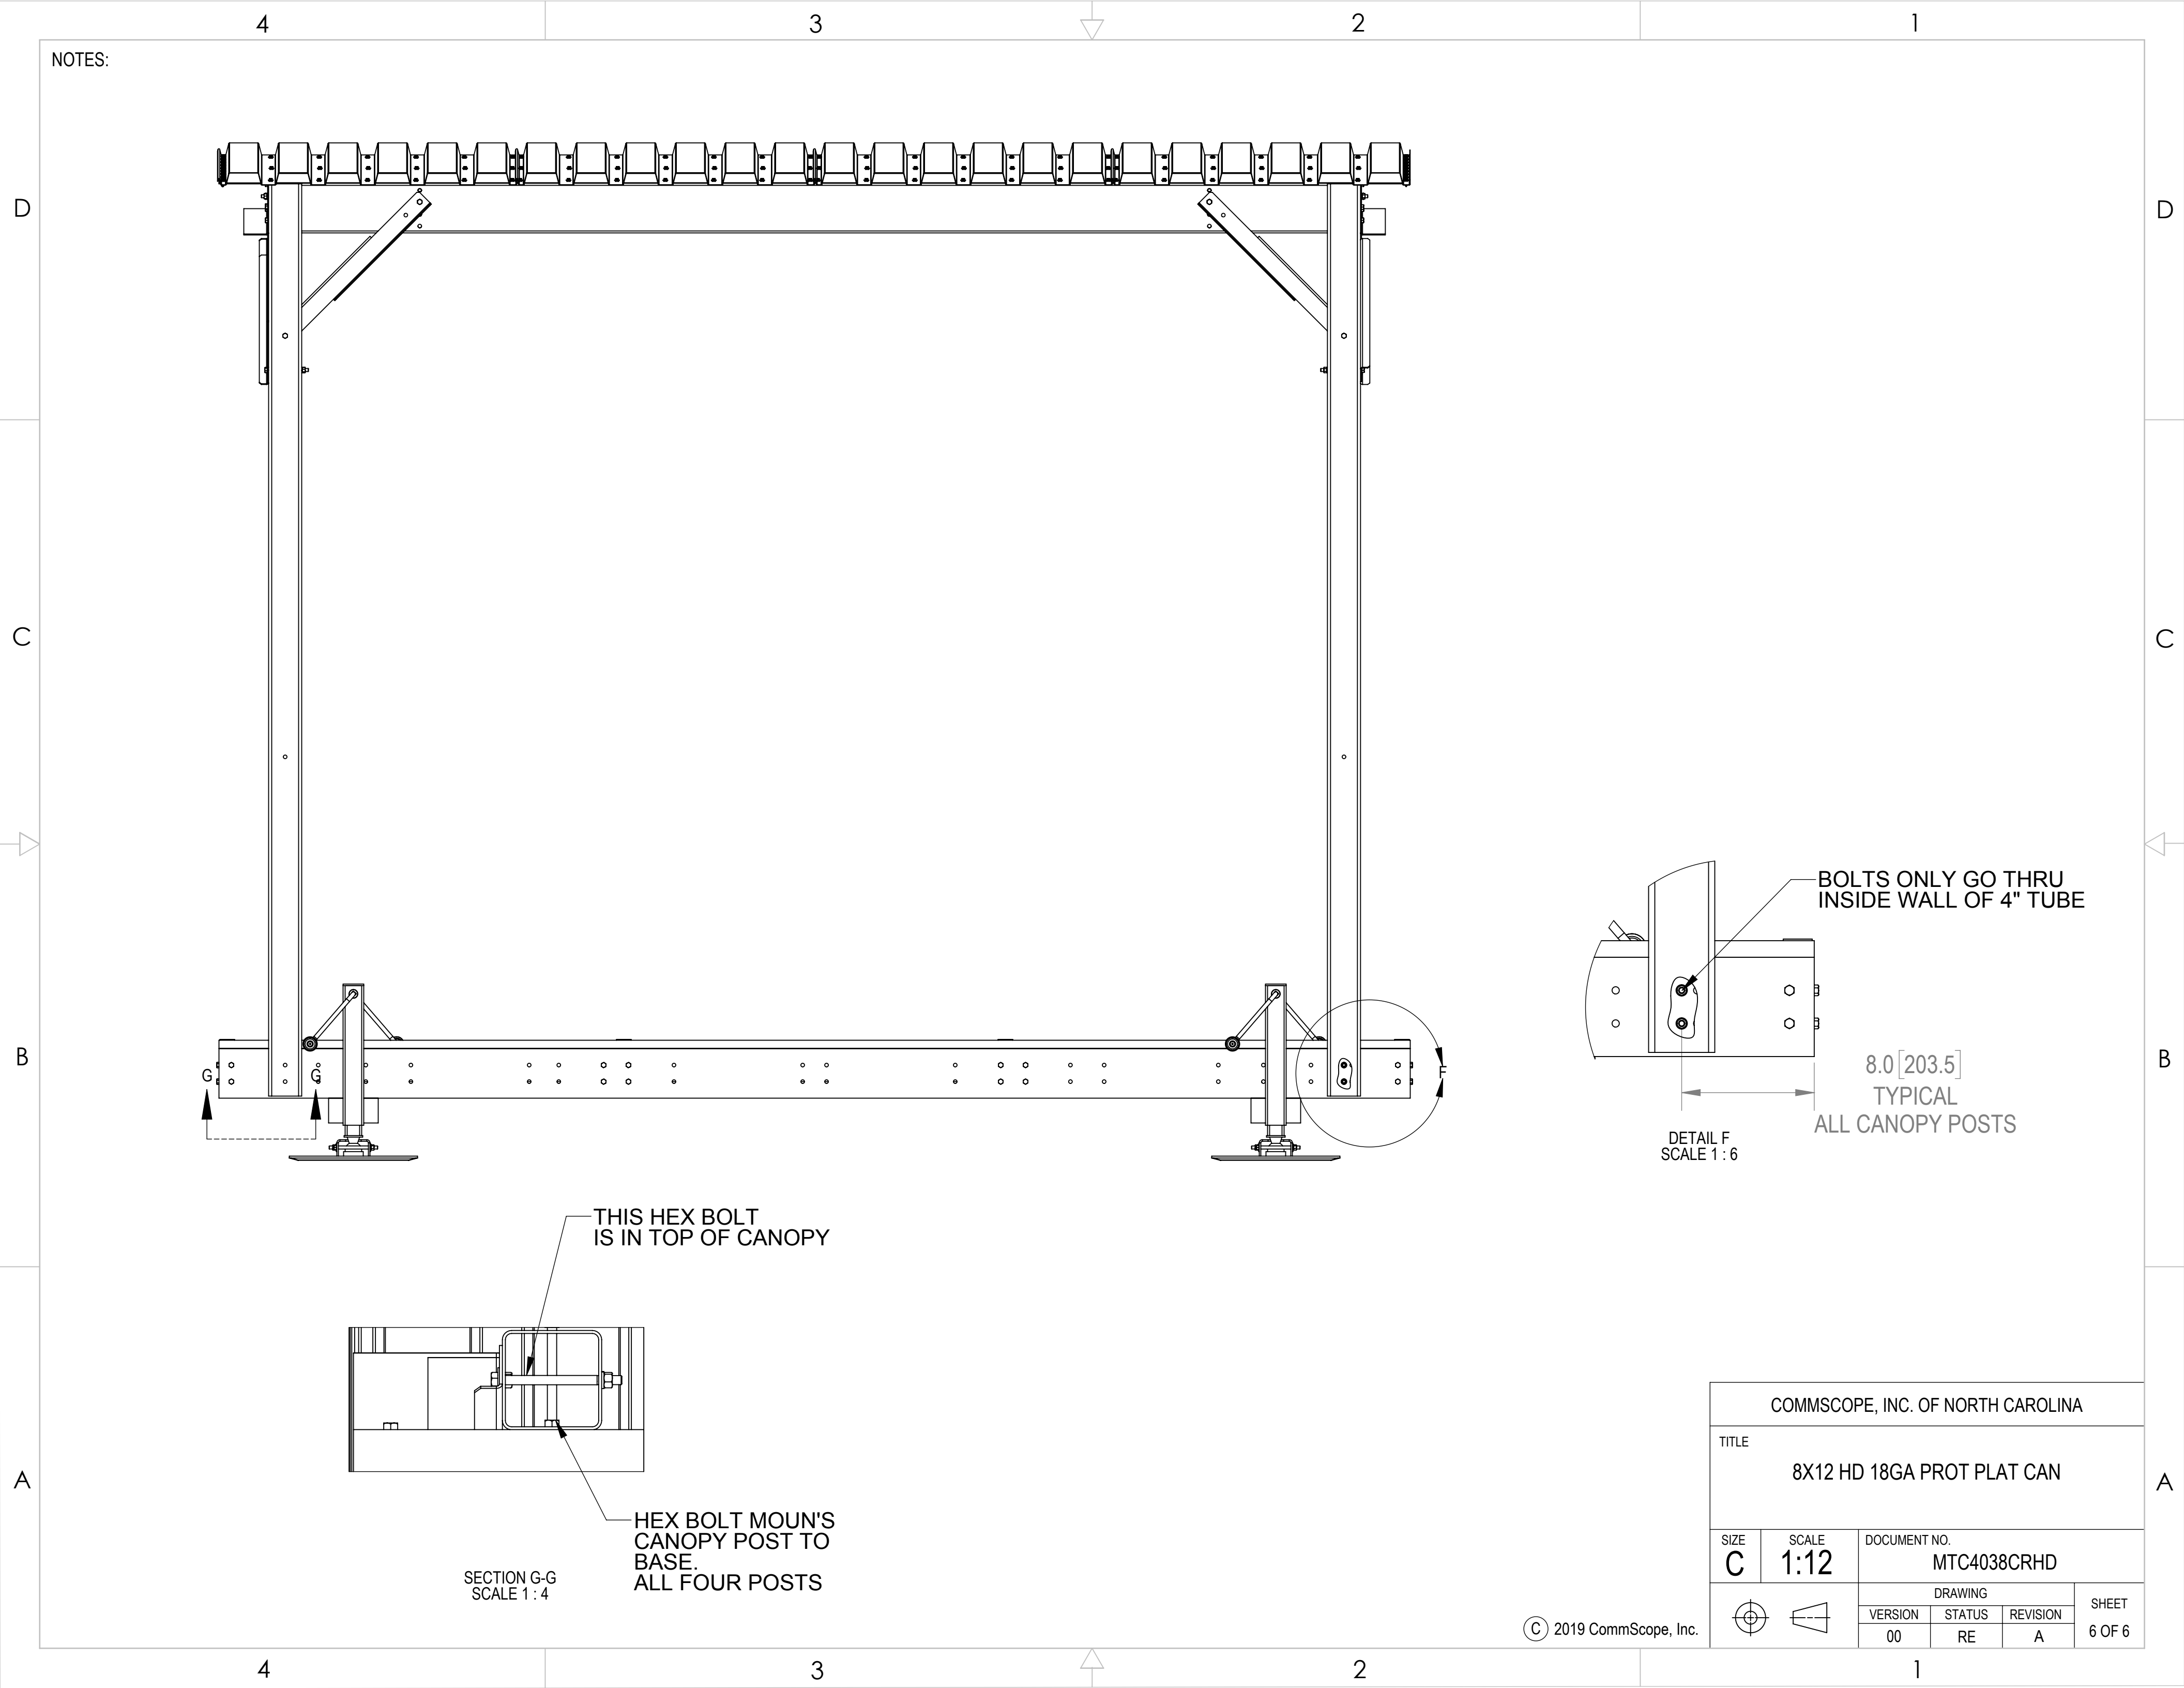 4 3 2 1
NOTES:
D D
C C
BOLTS ONLY GO THRU
INSIDE WALL OF 4" TUBE
B B
G G
F
8.0[203.5]
TYPICAL
ALL CANOPY POSTS
DETAIL F
SCALE 1 : 6
THIS HEX BOLT
IS IN TOP OF CANOPY
HEX BOLT MOUN'S
CANOPY POST TO
BASE.
ALL FOUR POSTS
SECTION G-G
SCALE 1 : 4
A A
COMMSCOPE, INC. OF NORTH CAROLINA
TITLE
8X12 HD 18GA PROT PLAT CAN
SIZE SCALE DOCUMENT NO.
C 1:12 MTC4038CRHD
DRAWING
VERSION STATUS REVISION SHEET
00 RE A 6 OF 6
C 2019 CommScope, Inc.
4 3 2 1